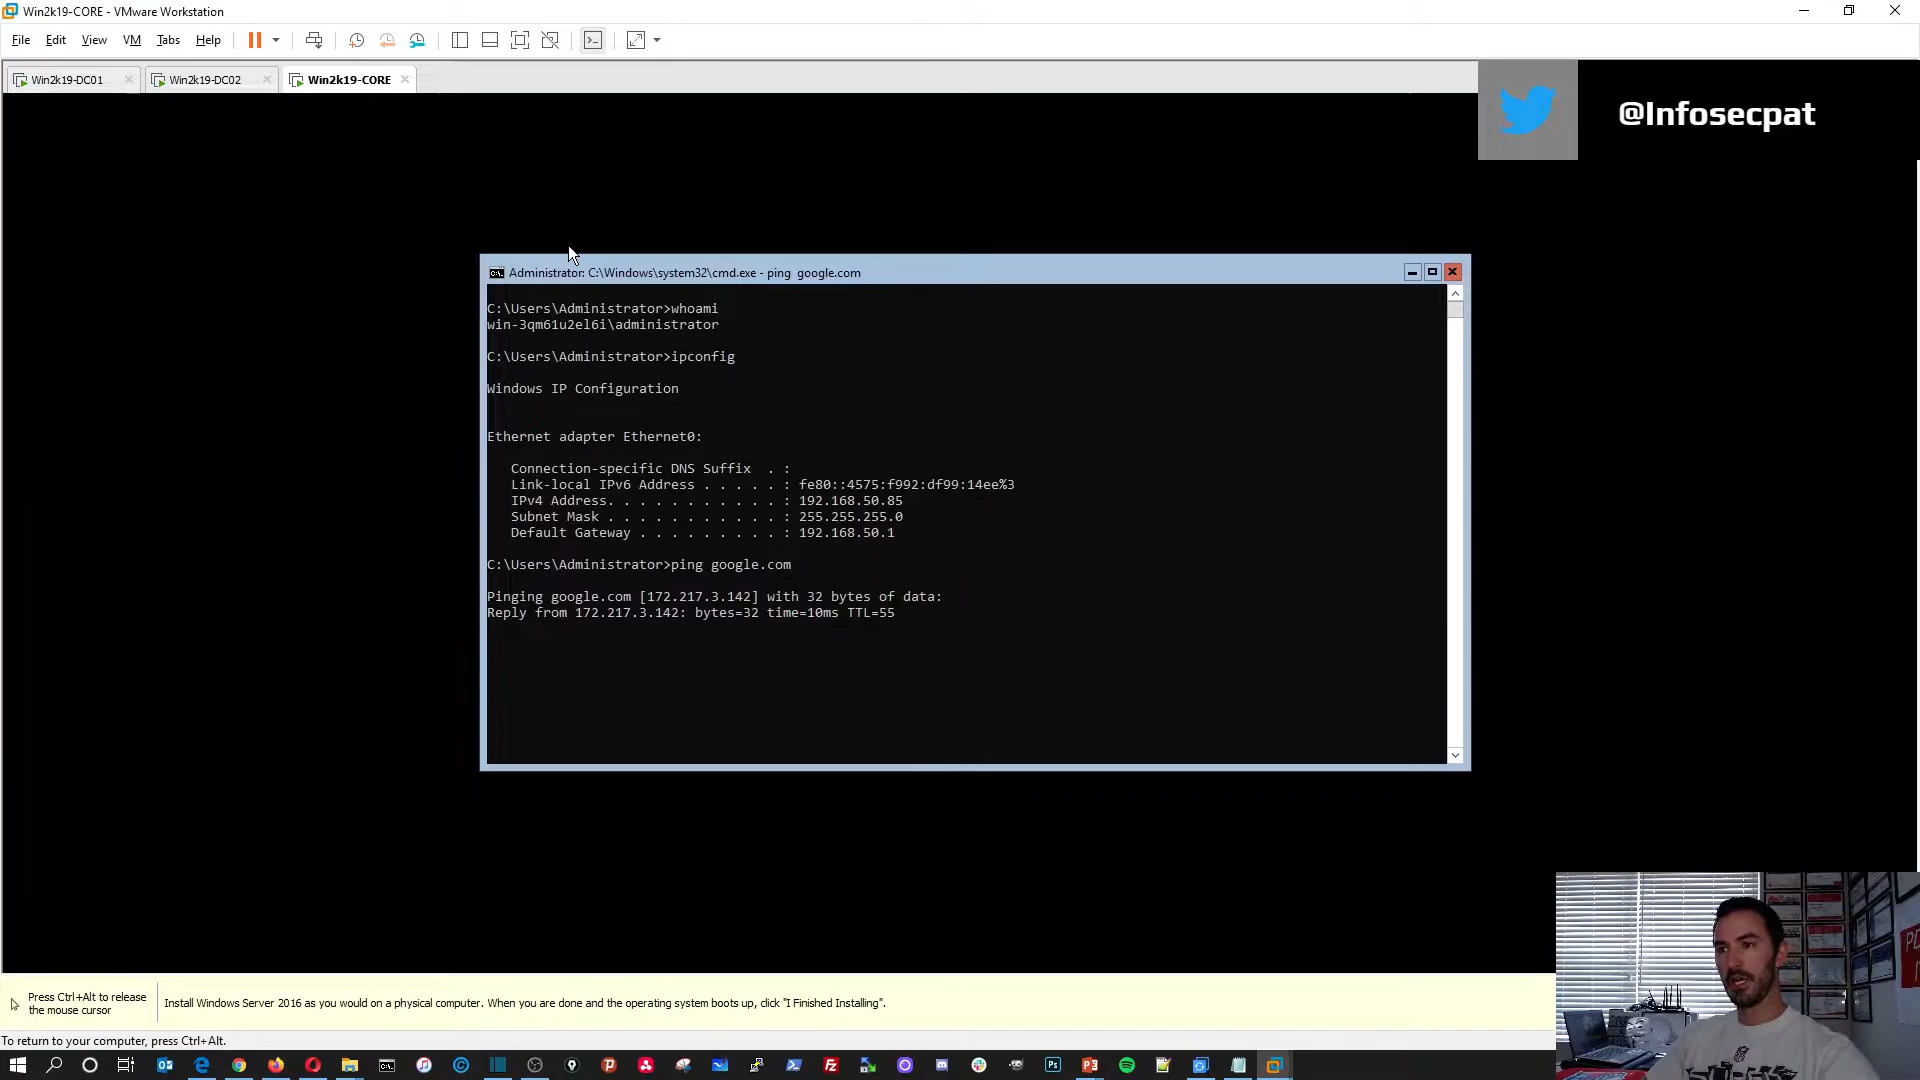 Win2k19-CORE - VMware Workstation
File Edit View VM Tabs Help
Win2k19-DC01 Win2k19-DC02 Win2k19-CORE
@Infosecpat
Administrator: C:\Windows\system32\cmd.exe - ping google.com
C:\Users\Administrator>whoami
win-3qm61u2el6i\administrator
C:\Users\Administrator>ipconfig
Windows IP Configuration
Ethernet adapter Ethernet0:
Connection-specific DNS Suffix . :
Link-local IPv6 Address . . . . . : fe80::4575:f992:df99:14ee%3
IPv4 Address. . . . . . . . . . . : 192.168.50.85
Subnet Mask . . . . . . . . . . . : 255.255.255.0
Default Gateway . . . . . . . . . : 192.168.50.1
C:\Users\Administrator>ping google.com
Pinging google.com [172.217.3.142] with 32 bytes of data:
Reply from 172.217.3.142: bytes=32 time=10ms TTL=55
Press Ctrl+Alt to release
the mouse cursor
Install Windows Server 2016 as you would on a physical computer. When you are done and the operating system boots up, click "I Finished Installing".
To return to your computer, press Ctrl+Alt.